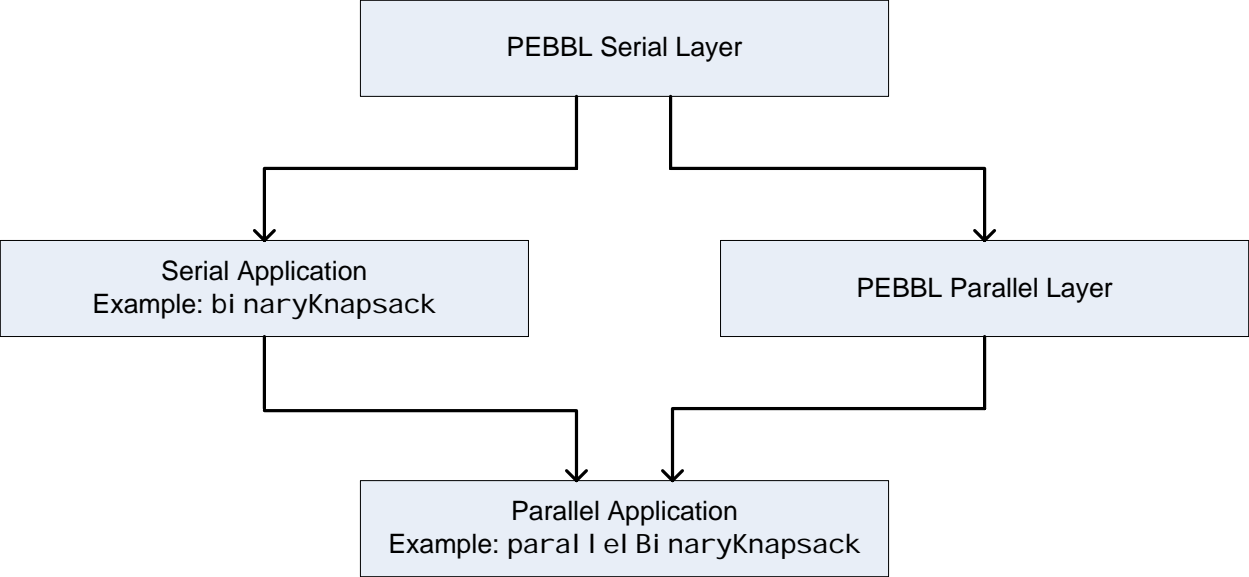 PEBBL Serial Layer
Serial Application
Example: binaryKnapsack
PEBBL Parallel Layer
Parallel Application
Example: parallelBinaryKnapsack